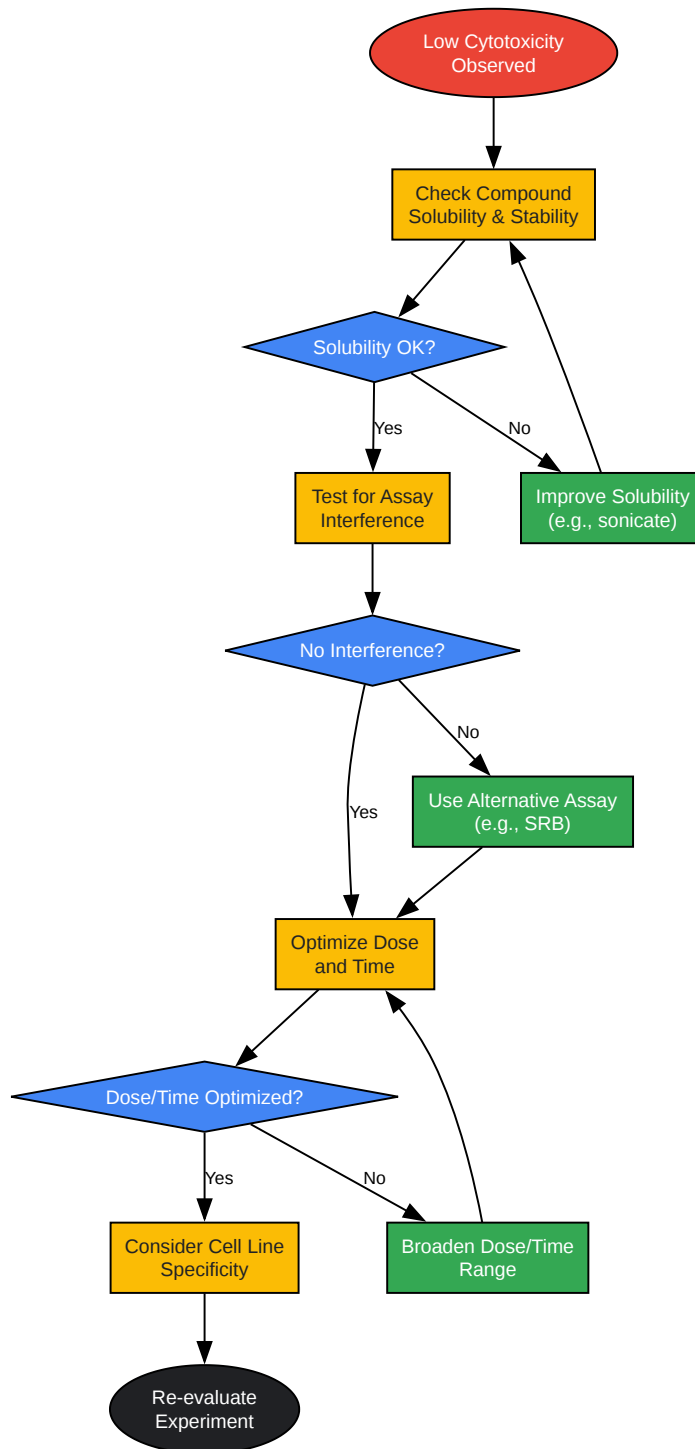 Low Cytotoxicity
Observed
Check Compound
Solubility & Stability
Solubility OK?
Yes
No
Test for Assay
Interference
Improve Solubility
(e.g., sonicate)
No Interference?
No
Yes
Use Alternative Assay
(e.g., SRB)
Optimize Dose
and Time
Dose/Time Optimized?
Yes
No
Consider Cell Line
Specificity
Broaden Dose/Time
Range
Re-evaluate
Experiment